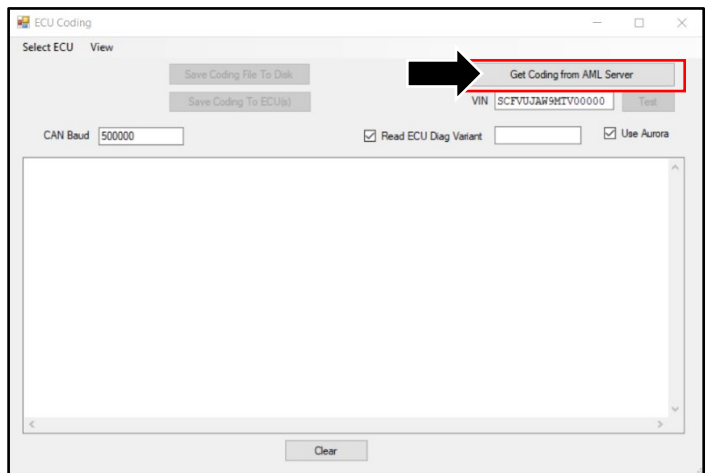 ECU Coding
Select ECU View
Save Coding File To Disk
Get Coding from AML Server
Save Coding To ECU(s)
VIN SCFVUJAW9MTV00000 Test
CAN Baud 500000
Read ECU Diag Variant
Use Aurora
Clear